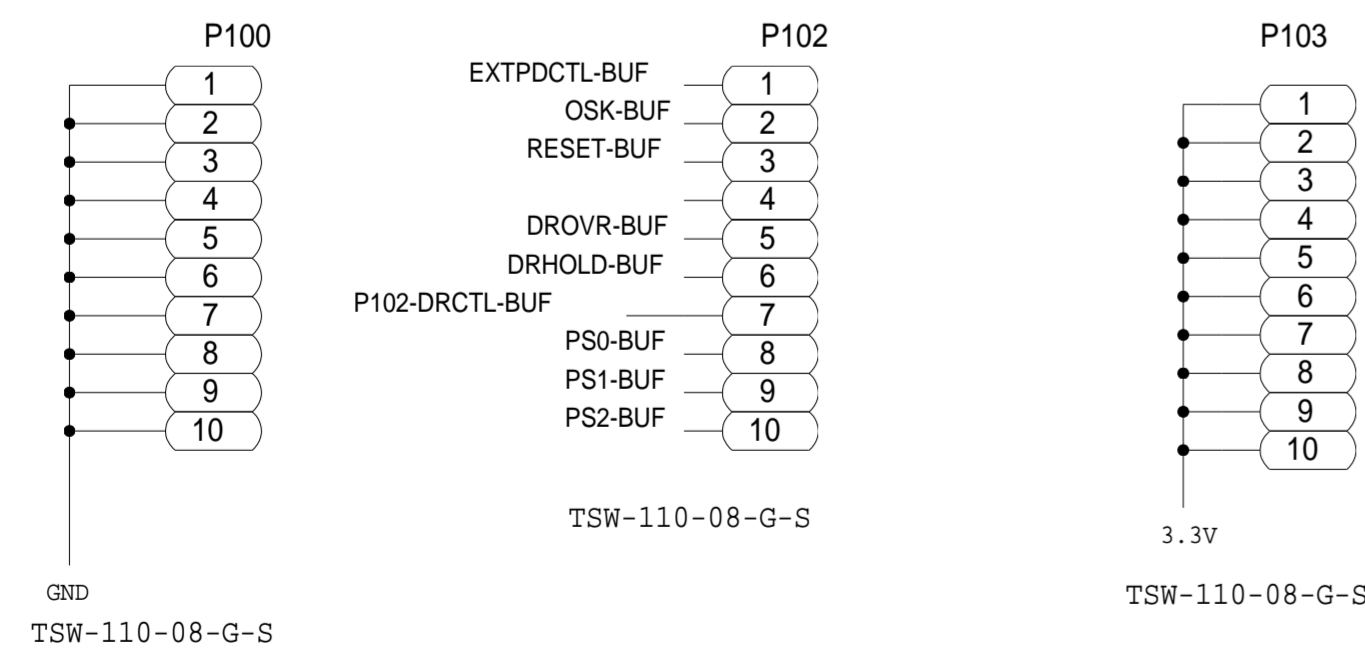 P100
1
2
3
4
5
6
7
8
9
10
GND
TSW-110-08-G-S
P102
EXTPDCTL-BUF 1
OSK-BUF 2
RESET-BUF 3
4
DROVR-BUF 5
DRHOLD-BUF 6
P102-DRCTL-BUF 7
PS0-BUF 8
PS1-BUF 9
PS2-BUF 10
TSW-110-08-G-S
P103
1
2
3
4
5
6
7
8
9
10
3.3V
TSW-110-08-G-S